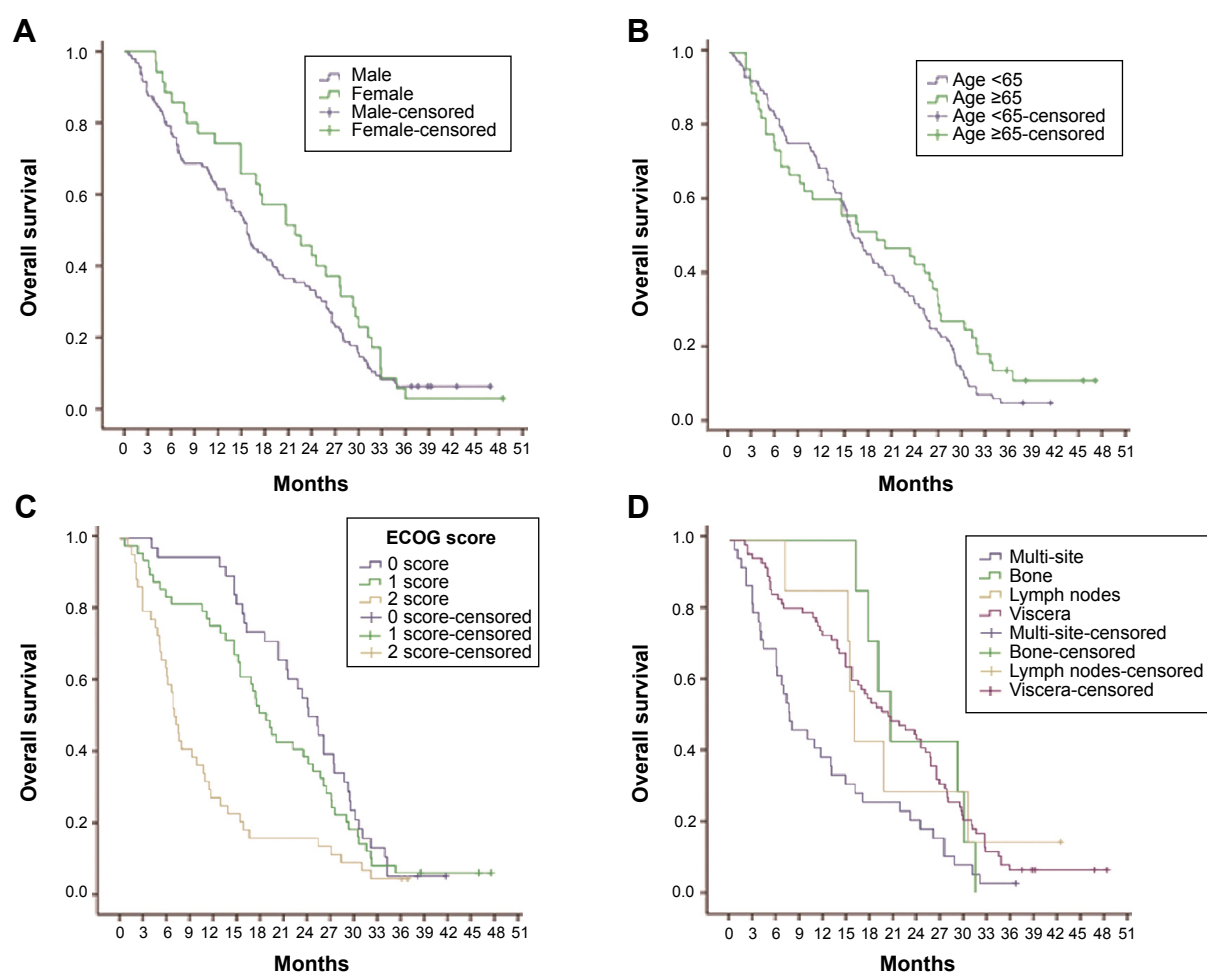 A
1.0
0.8
0.6
0.4
0.2
0.0
Overall survival
Male
Female
Male-censored
Female-censored
0 3 6 9 12 15 18 21 24 27 30 33 36 39 42 45 48 51
Months
B
1.0
0.8
0.6
0.4
0.2
0.0
Overall survival
Age <65
Age ≥65
Age <65-censored
Age ≥65-censored
0 3 6 9 12 15 18 21 24 27 30 33 36 39 42 45 48 51
Months
C
1.0
0.8
0.6
0.4
0.2
0.0
Overall survival
ECOG score
0 score
1 score
2 score
0 score-censored
1 score-censored
2 score-censored
0 3 6 9 12 15 18 21 24 27 30 33 36 39 42 45 48 51
Months
D
1.0
0.8
0.6
0.4
0.2
0.0
Overall survival
Multi-site
Bone
Lymph nodes
Viscera
Multi-site-censored
Bone-censored
Lymph nodes-censored
Viscera-censored
0 3 6 9 12 15 18 21 24 27 30 33 36 39 42 45 48 51
Months